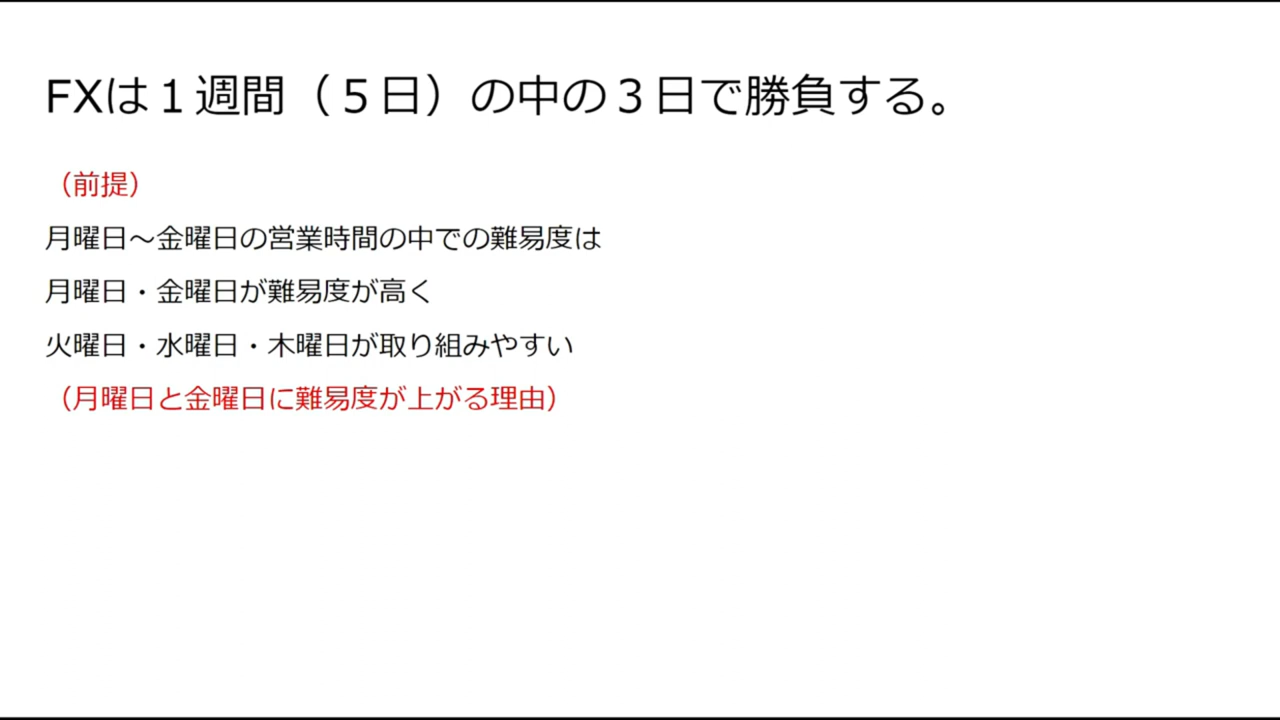 FXは１週間（５日）の中の３日で勝負する。
（前提）
月曜日～金曜日の営業時間の中での難易度は
月曜日・金曜日が難易度が高く
火曜日・水曜日・木曜日が取り組みやすい
（月曜日と金曜日に難易度が上がる理由）